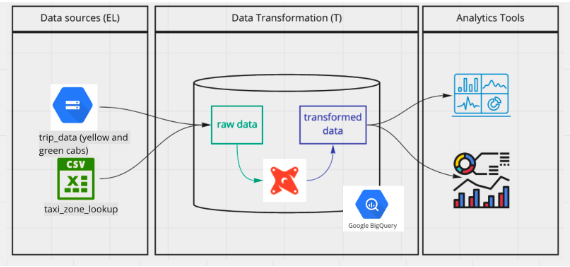 Data sources (EL)
Data Transformation (T)
Analytics Tools
trip_data (yellow and
green cabs)
CSV
X
taxi_zone_lookup
raw data
transformed
data
Google BigQuery